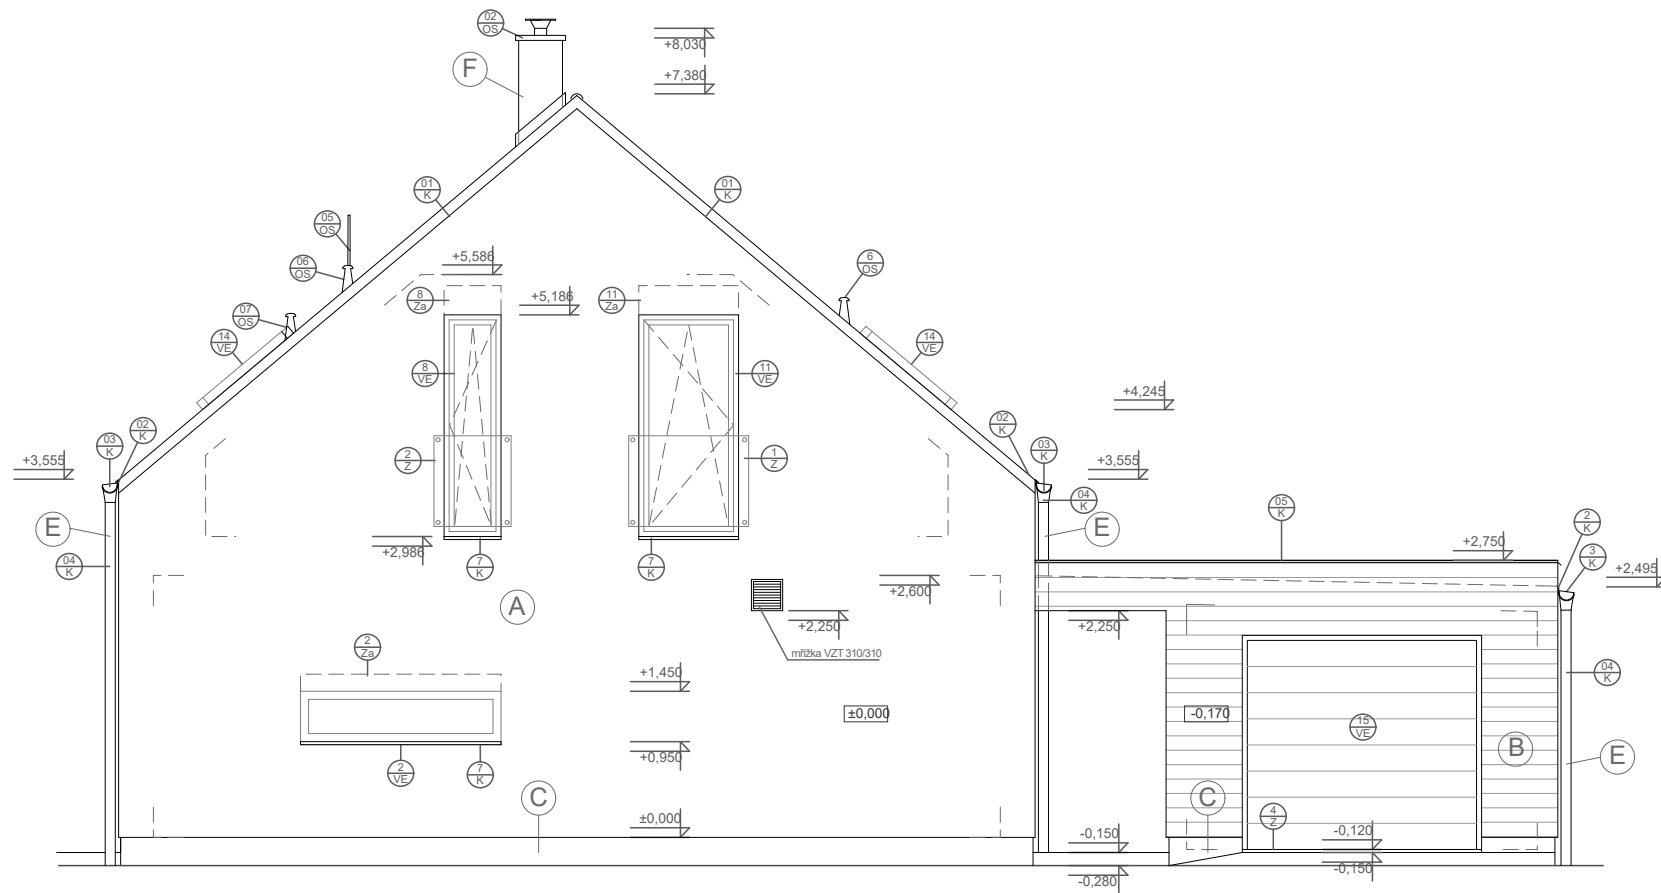 02
OS
+8,030
F
+7,380
01
K
01
K
05
OS
+5,586
06
OS
6
OS
8
Za
+5,186
11
Za
07
OS
14
VE
14
VE
8
VE
11
VE
+4,245
02
K
02
K
03
K
03
K
+3,555
2
Z
1
Z
+3,555
04
K
05
K
E
E
2
K
+2,986
+2,750
3
K
04
K
7
K
7
K
+2,495
+2,600
A
+2,250
+2,250
mřížka VZT 310/310
2
Za
+1,450
04
K
±0,000
-0,170
15
VE
B
+0,950
E
2
VE
7
K
C
C
±0,000
4
Z
-0,150
-0,120
-0,280
-0,150